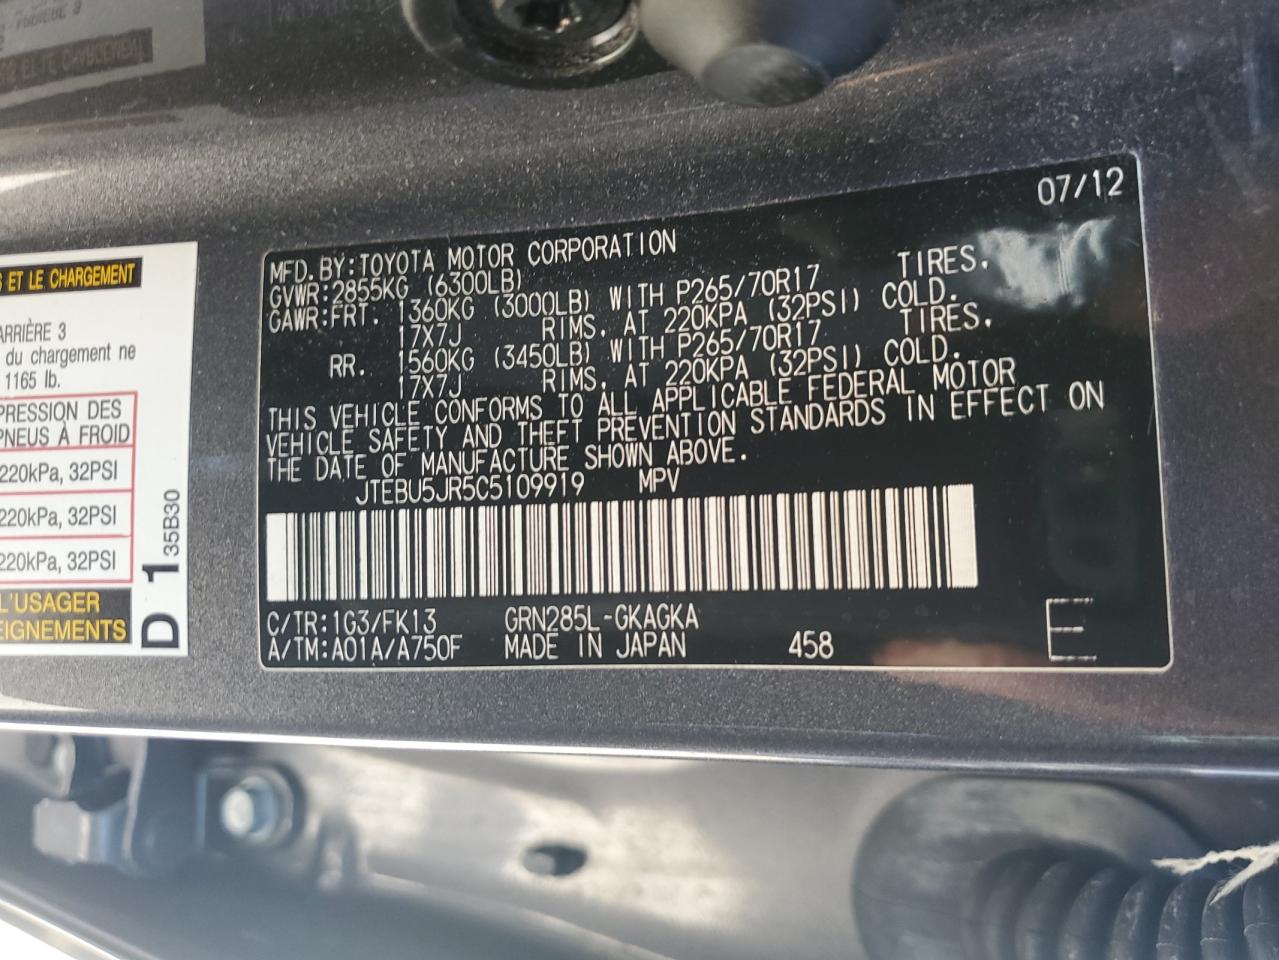 07/12
MFD.BY:TOYOTA MOTOR CORPORATION
GVWR:2855KG (6300LB)
GAWR:FRT. 1360KG (3000LB) WITH P265/70R17 TIRES,
17X7J RIMS, AT 220KPA (32PSI) COLD.
RR. 1560KG (3450LB) WITH P265/70R17 TIRES,
17X7J RIMS, AT 220KPA (32PSI) COLD.
THIS VEHICLE CONFORMS TO ALL APPLICABLE FEDERAL MOTOR
VEHICLE SAFETY AND THEFT PREVENTION STANDARDS IN EFFECT ON
THE DATE OF MANUFACTURE SHOWN ABOVE.
JTEBU5JR5C5109919 MPV
C/TR:1G3/FK13 GRN285L-GKAGKA
A/TM:A01A/A750F MADE IN JAPAN 458 E
ET LE CHARGEMENT
ARRIÈRE 3
du chargement ne
1165 lb.
PRESSION DES
PNEUS À FROID
220kPa, 32PSI
220kPa, 32PSI
220kPa, 32PSI
L'USAGER
D 1 35B30